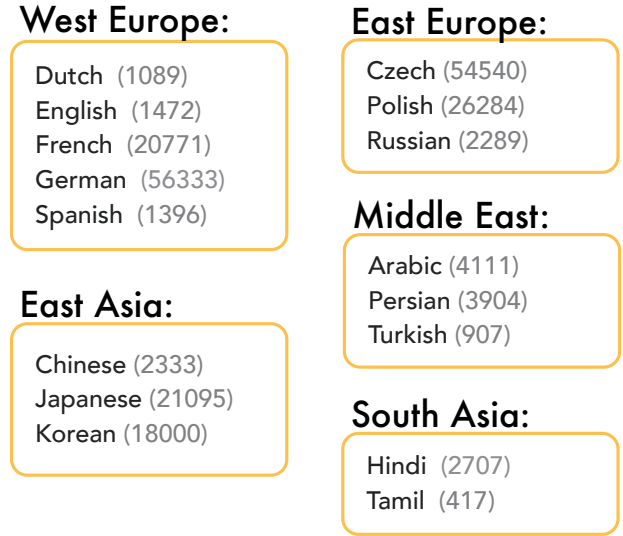 West Europe:
Dutch (1089)
English (1472)
French (20771)
German (56333)
Spanish (1396)
East Asia:
Chinese (2333)
Japanese (21095)
Korean (18000)
East Europe:
Czech (54540)
Polish (26284)
Russian (2289)
Middle East:
Arabic (4111)
Persian (3904)
Turkish (907)
South Asia:
Hindi (2707)
Tamil (417)